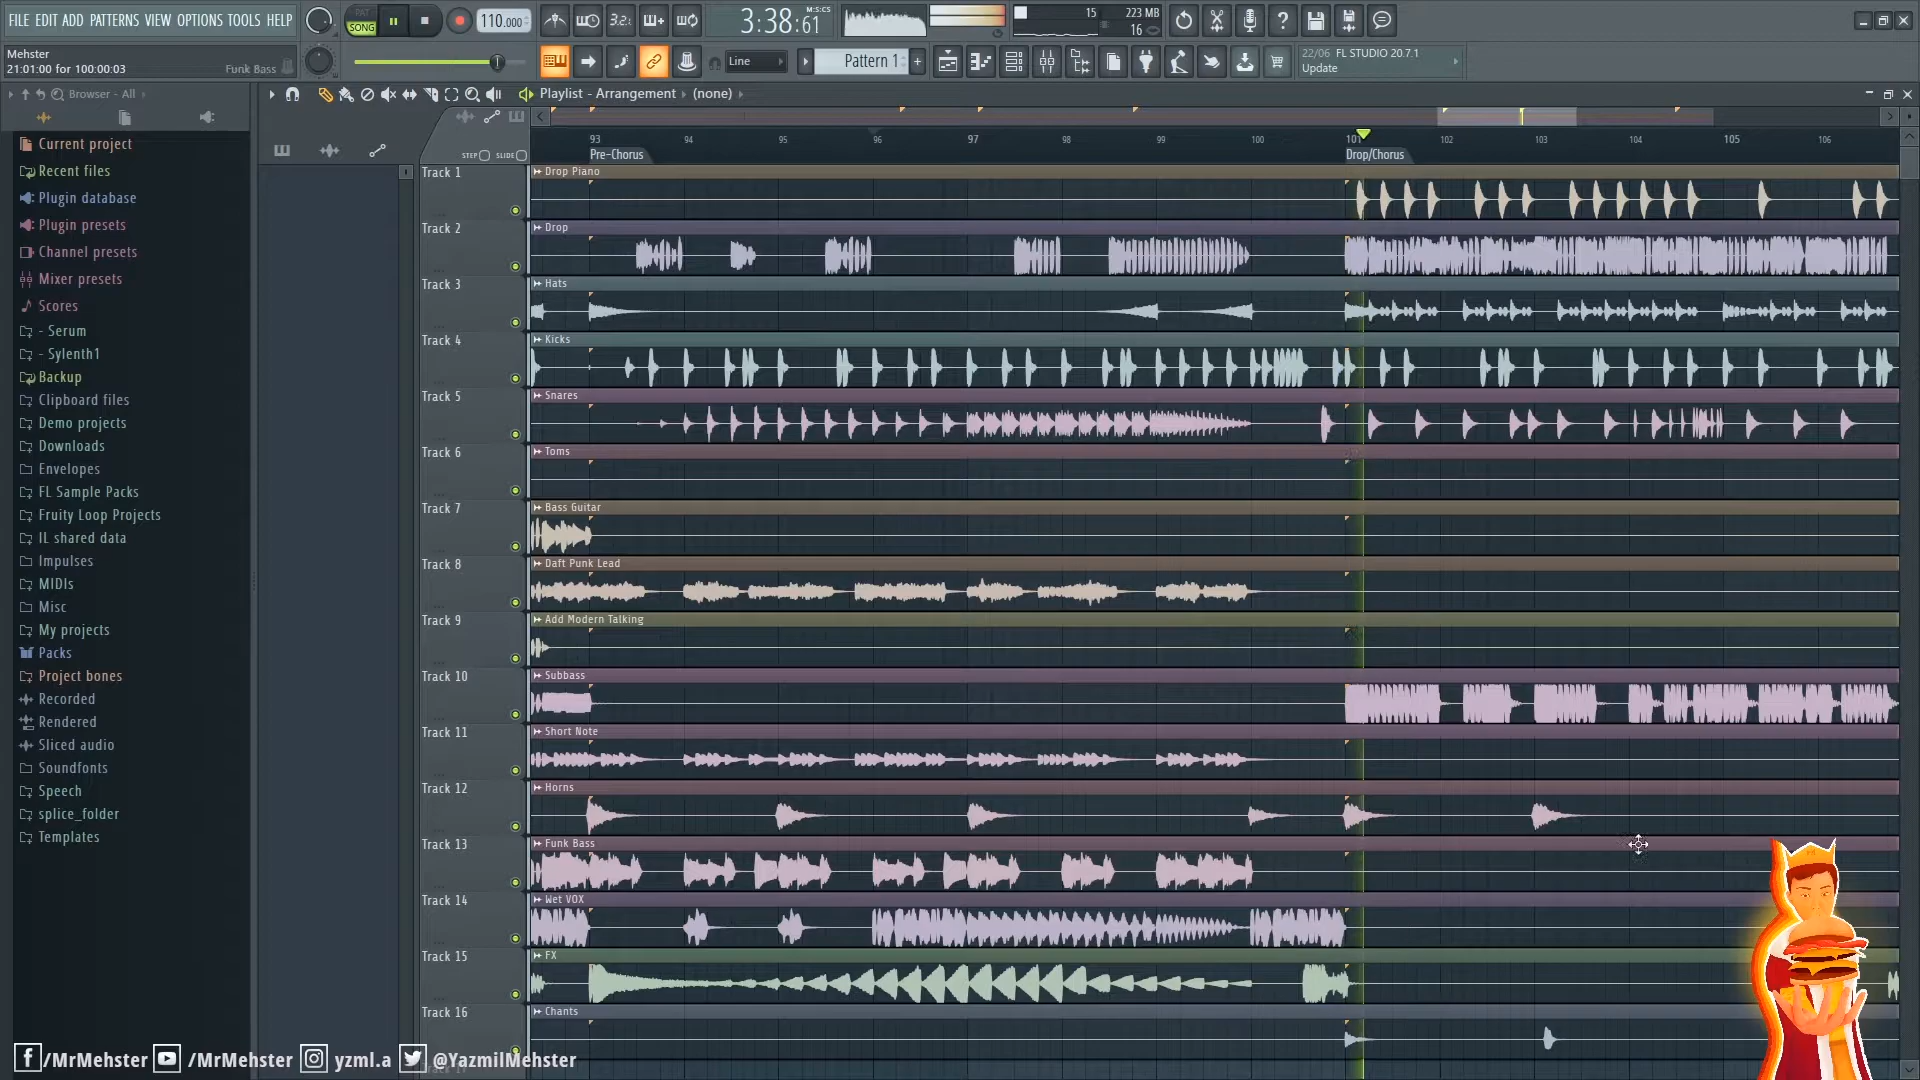 FILE EDIT ADD PATTERNS VIEW OPTIONS TOOLS HELP
PAT
SONG
110.000
3.2.
3:38:61
M:S:CS
15
223 MB
16
Mehster
21:01:00 for 100:00:03
Funk Bass
Line
Pattern 1
22/06 FL STUDIO 20.7.1
Update
Browser - All
Playlist - Arrangement
(none)
Current project
Recent files
Plugin database
Plugin presets
Channel presets
Mixer presets
Scores
- Serum
- Sylenth1
Backup
Clipboard files
Demo projects
Downloads
Envelopes
FL Sample Packs
Fruity Loop Projects
IL shared data
Impulses
MIDIs
Misc
My projects
Packs
Project bones
Recorded
Rendered
Sliced audio
Soundfonts
Speech
splice_folder
Templates
STEP
SLIDE
93 94 95 96 97 98 99 100 101 102 103 104 105 106
Pre-Chorus
Drop/Chorus
Track 1
Drop Piano
Track 2
Drop
Track 3
Hats
Track 4
Kicks
Track 5
Snares
Track 6
Toms
Track 7
Bass Guitar
Track 8
Daft Punk Lead
Track 9
Add Modern Talking
Track 10
Subbass
Track 11
Short Note
Track 12
Horns
Track 13
Funk Bass
Track 14
Wet VOX
Track 15
FX
Track 16
Chants
/MrMehster
/MrMehster
yzml.a
@YazmilMehster